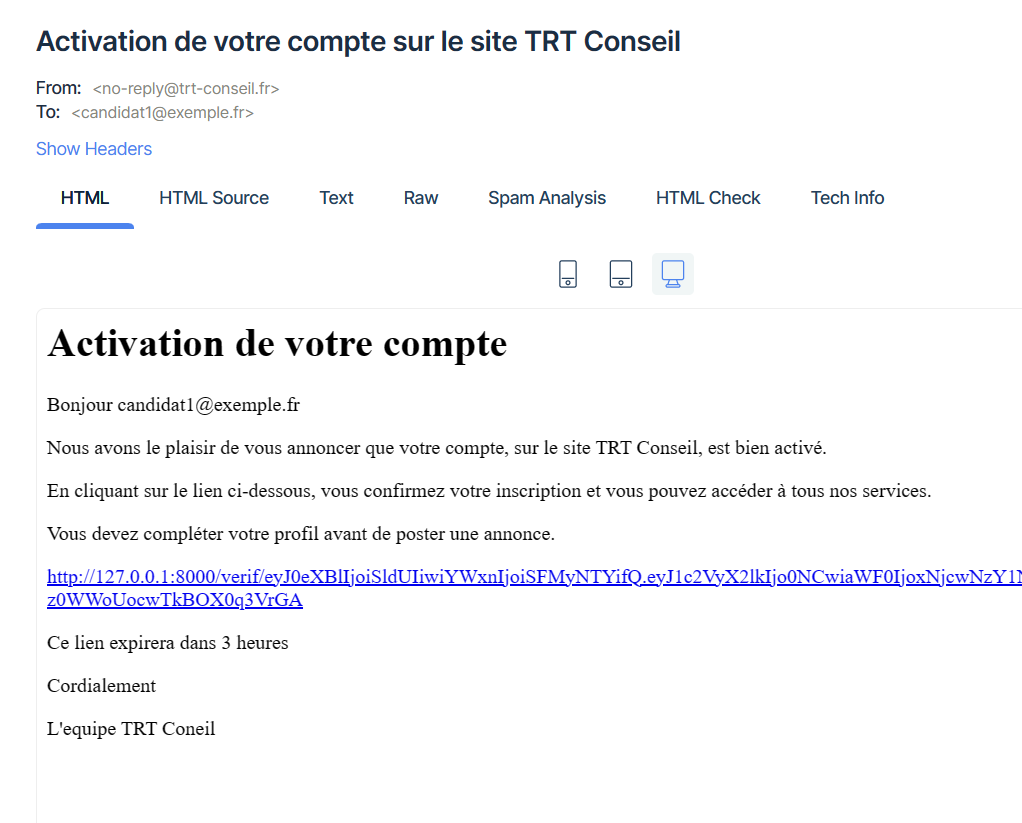 Activation de votre compte sur le site TRT Conseil
From: <no-reply@trt-conseil.fr>
To: <candidat1@exemple.fr>
Show Headers
HTML HTML Source Text Raw Spam Analysis HTML Check Tech Info
Activation de votre compte
Bonjour candidat1@exemple.fr
Nous avons le plaisir de vous annoncer que votre compte, sur le site TRT Conseil, est bien activé.
En cliquant sur le lien ci-dessous, vous confirmez votre inscription et vous pouvez accéder à tous nos services.
Vous devez compléter votre profil avant de poster une annonce.
http://127.0.0.1:8000/verif/eyJ0eXBlIjoiSldUIiwiYWxnIjoiSFMyNTYifQ.eyJ1c2VyX2lkIjo0NCwiaWF0IjoxNjcwNzY1N
z0WWoUocwTkBOX0q3VrGA
Ce lien expirera dans 3 heures
Cordialement
L'equipe TRT Coneil